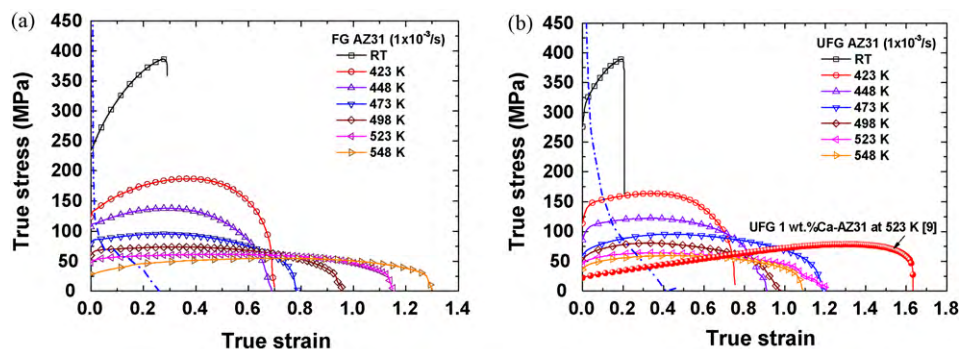 (a)
450
400
350
300
250
200
150
100
50
0
True stress (MPa)
FG AZ31 (1x10⁻³/s)
RT
423 K
448 K
473 K
498 K
523 K
548 K
0.0 0.2 0.4 0.6 0.8 1.0 1.2 1.4
True strain
(b)
450
400
350
300
250
200
150
100
50
0
True stress (MPa)
UFG AZ31 (1x10⁻³/s)
RT
423 K
448 K
473 K
498 K
523 K
548 K
UFG 1 wt.%Ca-AZ31 at 523 K [9]
0.0 0.2 0.4 0.6 0.8 1.0 1.2 1.4 1.6 1.8
True strain